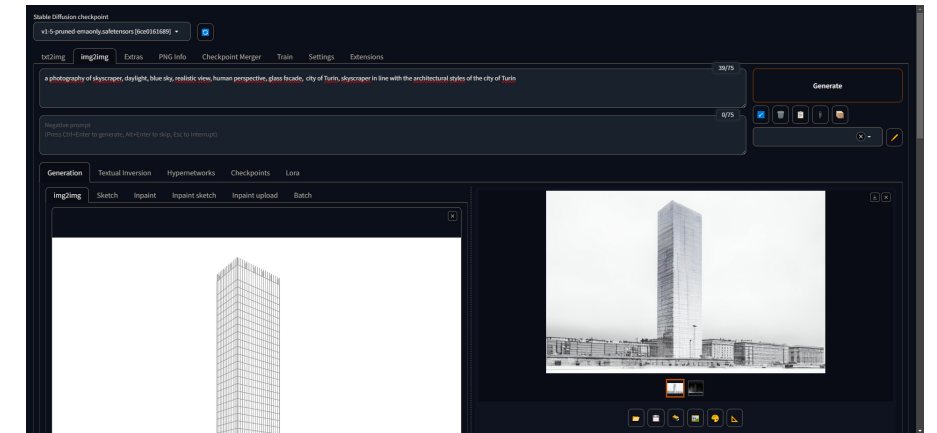 Stable Diffusion checkpoint
v1-5-pruned-emaonly.safetensors [6ce0161689]
txt2img img2img Extras PNG Info Checkpoint Merger Train Settings Extensions
39/75
a photography of skyscraper, daylight, blue sky, realistic view, human perspective, glass facade, city of Turin, skyscraper in line with the architectural styles of the city of Turin
Generate
0/75
Negative prompt
(Press Ctrl+Enter to generate, Alt+Enter to skip, Esc to interrupt)
Generation Textual Inversion Hypernetworks Checkpoints Lora
img2img Sketch Inpaint Inpaint sketch Inpaint upload Batch